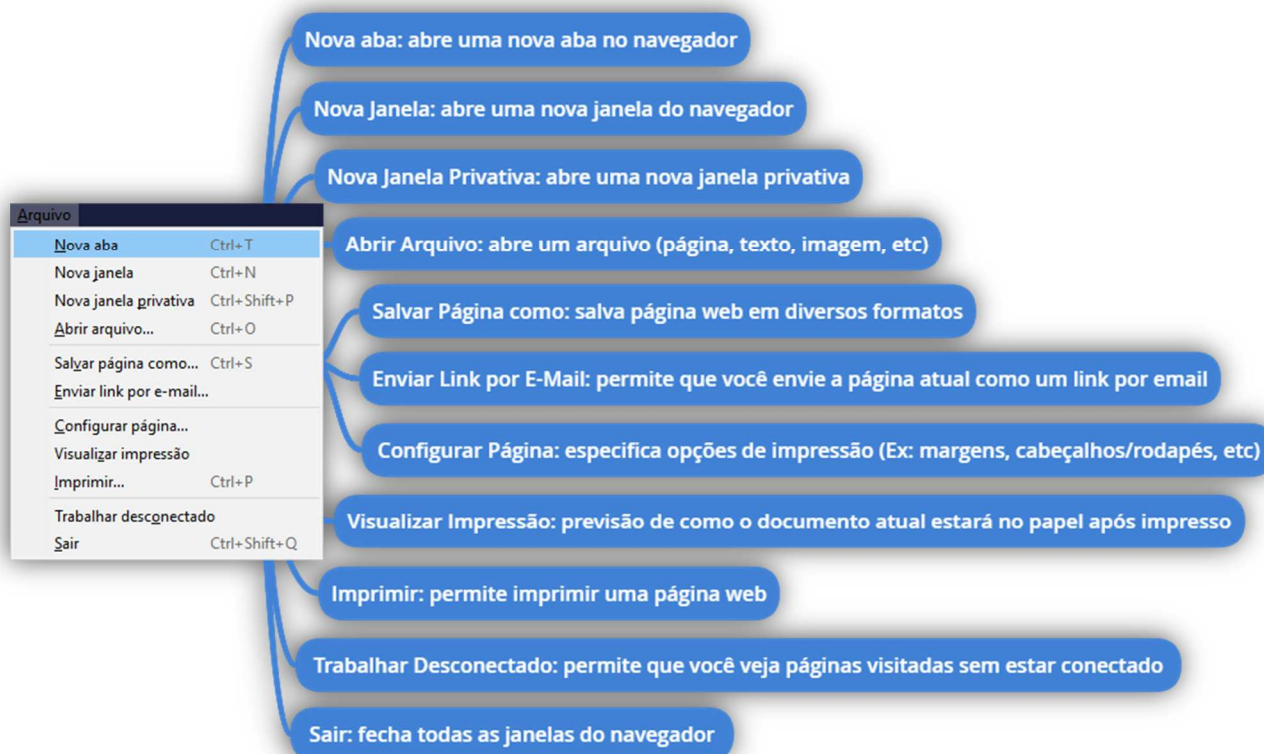 Nova aba: abre uma nova aba no navegador
Nova Janela: abre uma nova janela do navegador
Nova Janela Privativa: abre uma nova janela privativa
Abrir Arquivo: abre um arquivo (página, texto, imagem, etc)
Salvar Página como: salva página web em diversos formatos
Enviar Link por E-Mail: permite que você envie a página atual como um link por email
Configurar Página: especifica opções de impressão (Ex: margens, cabeçalhos/rodapés, etc)
Visualizar Impressão: previsão de como o documento atual estará no papel após impresso
Imprimir: permite imprimir uma página web
Trabalhar Desconectado: permite que você veja páginas visitadas sem estar conectado
Sair: fecha todas as janelas do navegador
Arquivo
Nova aba Ctrl+T
Nova janela Ctrl+N
Nova janela privativa Ctrl+Shift+P
Abrir arquivo... Ctrl+O
Salvar página como... Ctrl+S
Enviar link por e-mail...
Configurar página...
Visualizar impressão
Imprimir... Ctrl+P
Trabalhar desconectado
Sair Ctrl+Shift+Q